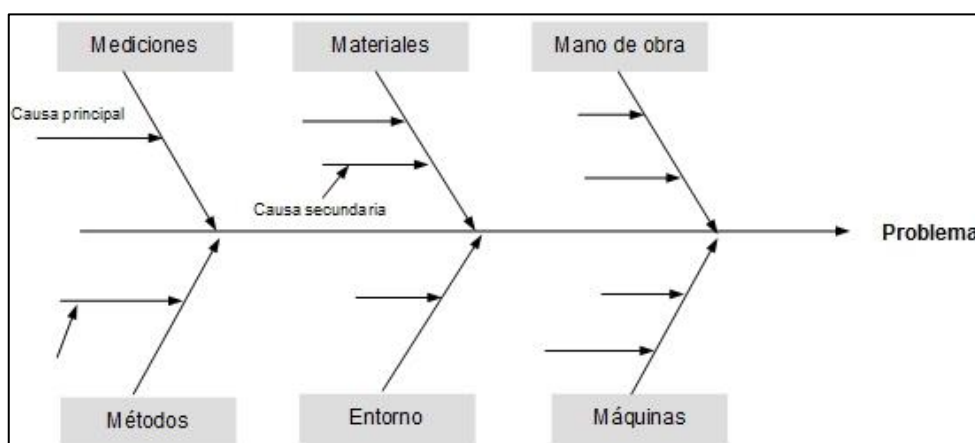 Mediciones
Materiales
Mano de obra
Causa principal
Causa secundaria
Problema
Métodos
Entorno
Máquinas